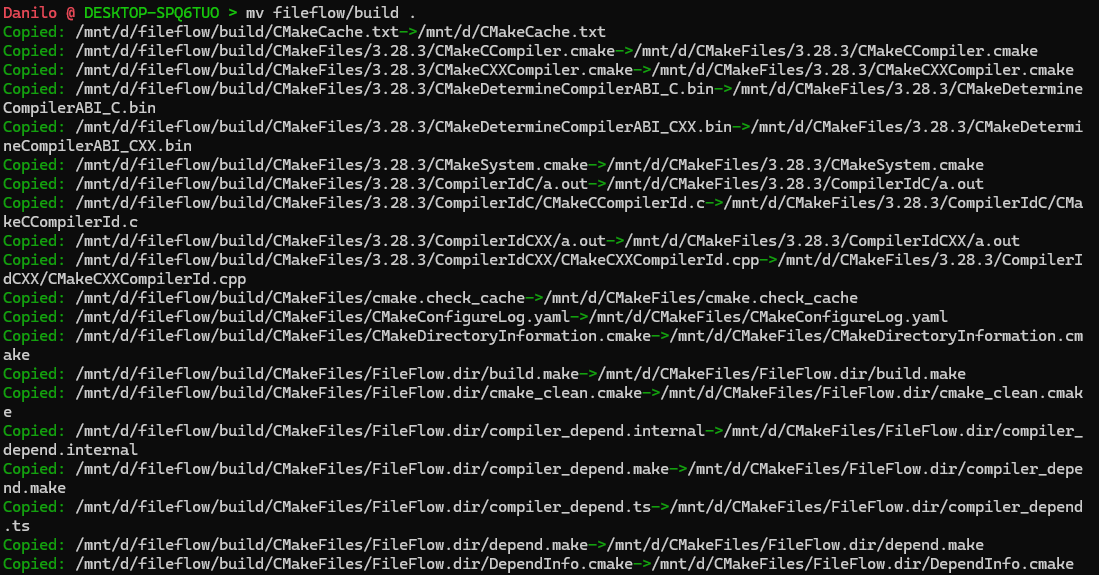 Danilo @ DESKTOP-SPQ6TUO > mv fileflow/build .
Copied: /mnt/d/fileflow/build/CMakeCache.txt->/mnt/d/CMakeCache.txt
Copied: /mnt/d/fileflow/build/CMakeFiles/3.28.3/CMakeCCompiler.cmake->/mnt/d/CMakeFiles/3.28.3/CMakeCCompiler.cmake
Copied: /mnt/d/fileflow/build/CMakeFiles/3.28.3/CMakeCXXCompiler.cmake->/mnt/d/CMakeFiles/3.28.3/CMakeCXXCompiler.cmake
Copied: /mnt/d/fileflow/build/CMakeFiles/3.28.3/CMakeDetermineCompilerABI_C.bin->/mnt/d/CMakeFiles/3.28.3/CMakeDetermine
CompilerABI_C.bin
Copied: /mnt/d/fileflow/build/CMakeFiles/3.28.3/CMakeDetermineCompilerABI_CXX.bin->/mnt/d/CMakeFiles/3.28.3/CMakeDetermi
neCompilerABI_CXX.bin
Copied: /mnt/d/fileflow/build/CMakeFiles/3.28.3/CMakeSystem.cmake->/mnt/d/CMakeFiles/3.28.3/CMakeSystem.cmake
Copied: /mnt/d/fileflow/build/CMakeFiles/3.28.3/CompilerIdC/a.out->/mnt/d/CMakeFiles/3.28.3/CompilerIdC/a.out
Copied: /mnt/d/fileflow/build/CMakeFiles/3.28.3/CompilerIdC/CMakeCCompilerId.c->/mnt/d/CMakeFiles/3.28.3/CompilerIdC/CMa
keCCompilerId.c
Copied: /mnt/d/fileflow/build/CMakeFiles/3.28.3/CompilerIdCXX/a.out->/mnt/d/CMakeFiles/3.28.3/CompilerIdCXX/a.out
Copied: /mnt/d/fileflow/build/CMakeFiles/3.28.3/CompilerIdCXX/CMakeCXXCompilerId.cpp->/mnt/d/CMakeFiles/3.28.3/CompilerI
dCXX/CMakeCXXCompilerId.cpp
Copied: /mnt/d/fileflow/build/CMakeFiles/cmake.check_cache->/mnt/d/CMakeFiles/cmake.check_cache
Copied: /mnt/d/fileflow/build/CMakeFiles/CMakeConfigureLog.yaml->/mnt/d/CMakeFiles/CMakeConfigureLog.yaml
Copied: /mnt/d/fileflow/build/CMakeFiles/CMakeDirectoryInformation.cmake->/mnt/d/CMakeFiles/CMakeDirectoryInformation.cm
ake
Copied: /mnt/d/fileflow/build/CMakeFiles/FileFlow.dir/build.make->/mnt/d/CMakeFiles/FileFlow.dir/build.make
Copied: /mnt/d/fileflow/build/CMakeFiles/FileFlow.dir/cmake_clean.cmake->/mnt/d/CMakeFiles/FileFlow.dir/cmake_clean.cmak
e
Copied: /mnt/d/fileflow/build/CMakeFiles/FileFlow.dir/compiler_depend.internal->/mnt/d/CMakeFiles/FileFlow.dir/compiler_
depend.internal
Copied: /mnt/d/fileflow/build/CMakeFiles/FileFlow.dir/compiler_depend.make->/mnt/d/CMakeFiles/FileFlow.dir/compiler_depe
nd.make
Copied: /mnt/d/fileflow/build/CMakeFiles/FileFlow.dir/compiler_depend.ts->/mnt/d/CMakeFiles/FileFlow.dir/compiler_depend
.ts
Copied: /mnt/d/fileflow/build/CMakeFiles/FileFlow.dir/depend.make->/mnt/d/CMakeFiles/FileFlow.dir/depend.make
Copied: /mnt/d/fileflow/build/CMakeFiles/FileFlow.dir/DependInfo.cmake->/mnt/d/CMakeFiles/FileFlow.dir/DependInfo.cmake